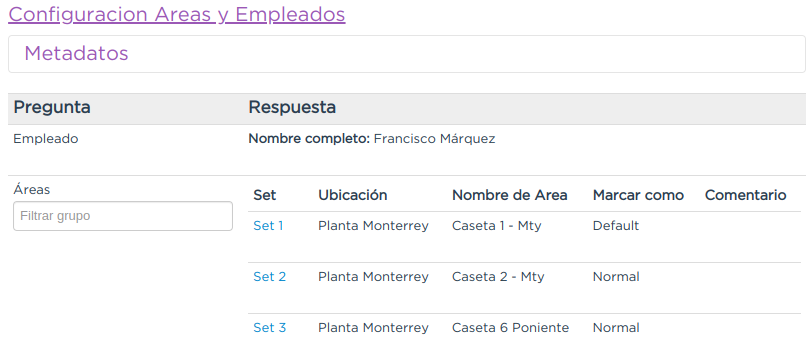 Configuracion Areas y Empleados
Metadatos
Pregunta Respuesta
Empleado Nombre completo: Francisco Márquez
Áreas
Filtrar grupo
Set Ubicación Nombre de Area Marcar como Comentario
Set 1 Planta Monterrey Caseta 1 - Mty Default
Set 2 Planta Monterrey Caseta 2 - Mty Normal
Set 3 Planta Monterrey Caseta 6 Poniente Normal